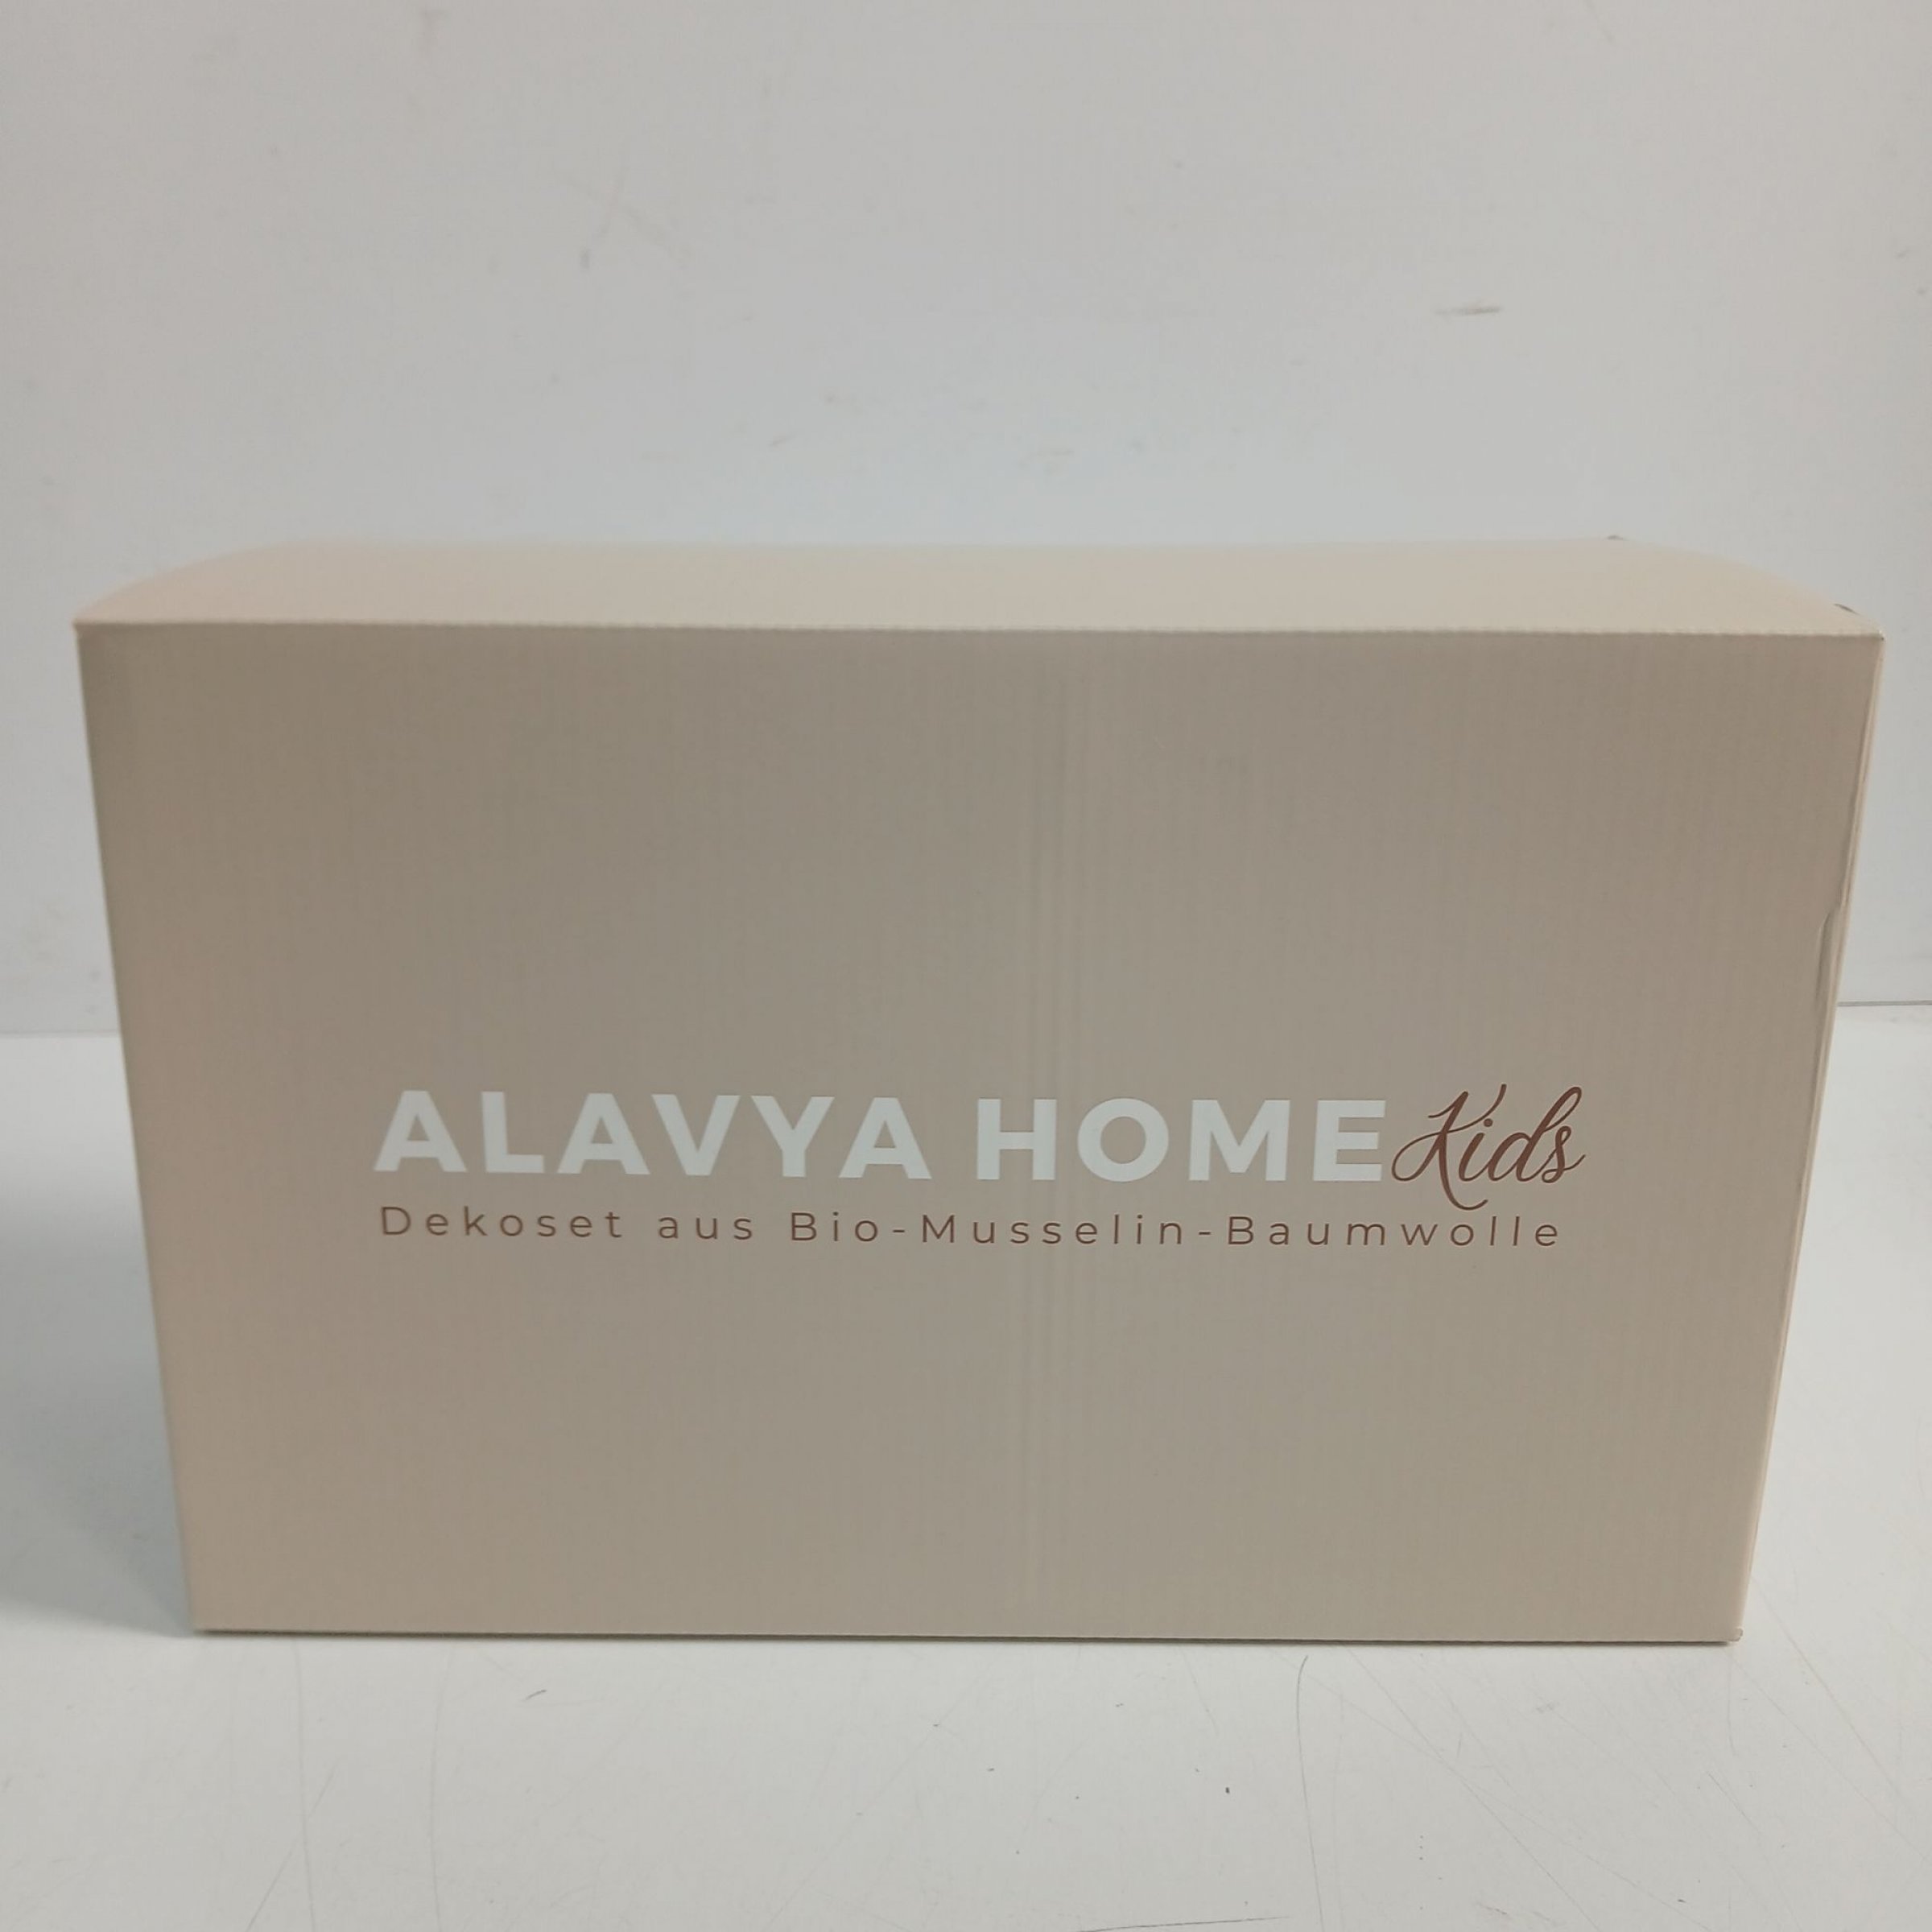 ALAVYA HOME Kids
Dekoset aus Bio-Musselin-Baumwolle